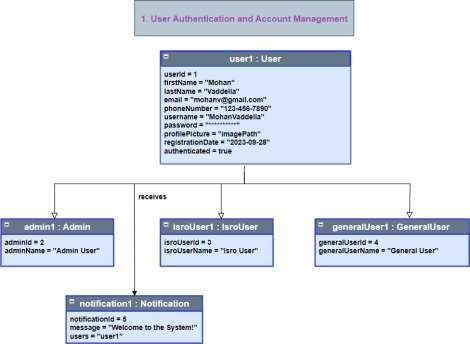 1. User Authentication and Account Management
user1 : User
userId = 1
firstName = "Mohan"
lastName = "Vaddella"
email = "mohanv@gmail.com"
phoneNumber = "123-456-7890"
username = "MohanVaddella"
password = "**********"
profilePicture = "imagePath"
registrationDate = "2023-09-28"
authenticated = true
receives
admin1 : Admin
adminId = 2
adminName = "Admin User"
isroUser1 : IsroUser
isroUserId = 3
isroUserName = "Isro User"
generalUser1 : GeneralUser
generalUserId = 4
generalUserName = "General User"
notification1 : Notification
notificationId = 5
message = "Welcome to the System!"
users = "user1"